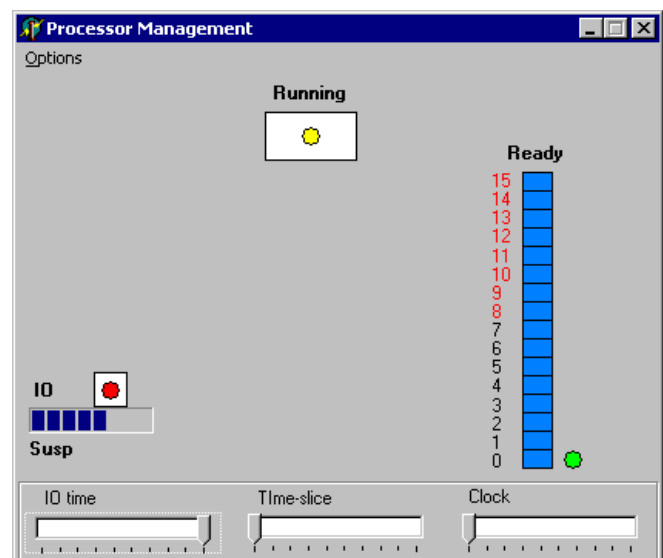 Processor Management
Options
Running
Ready
15
14
13
12
11
10
9
8
7
6
5
4
3
2
1
0
IO
Susp
IO time
TIme-slice
Clock